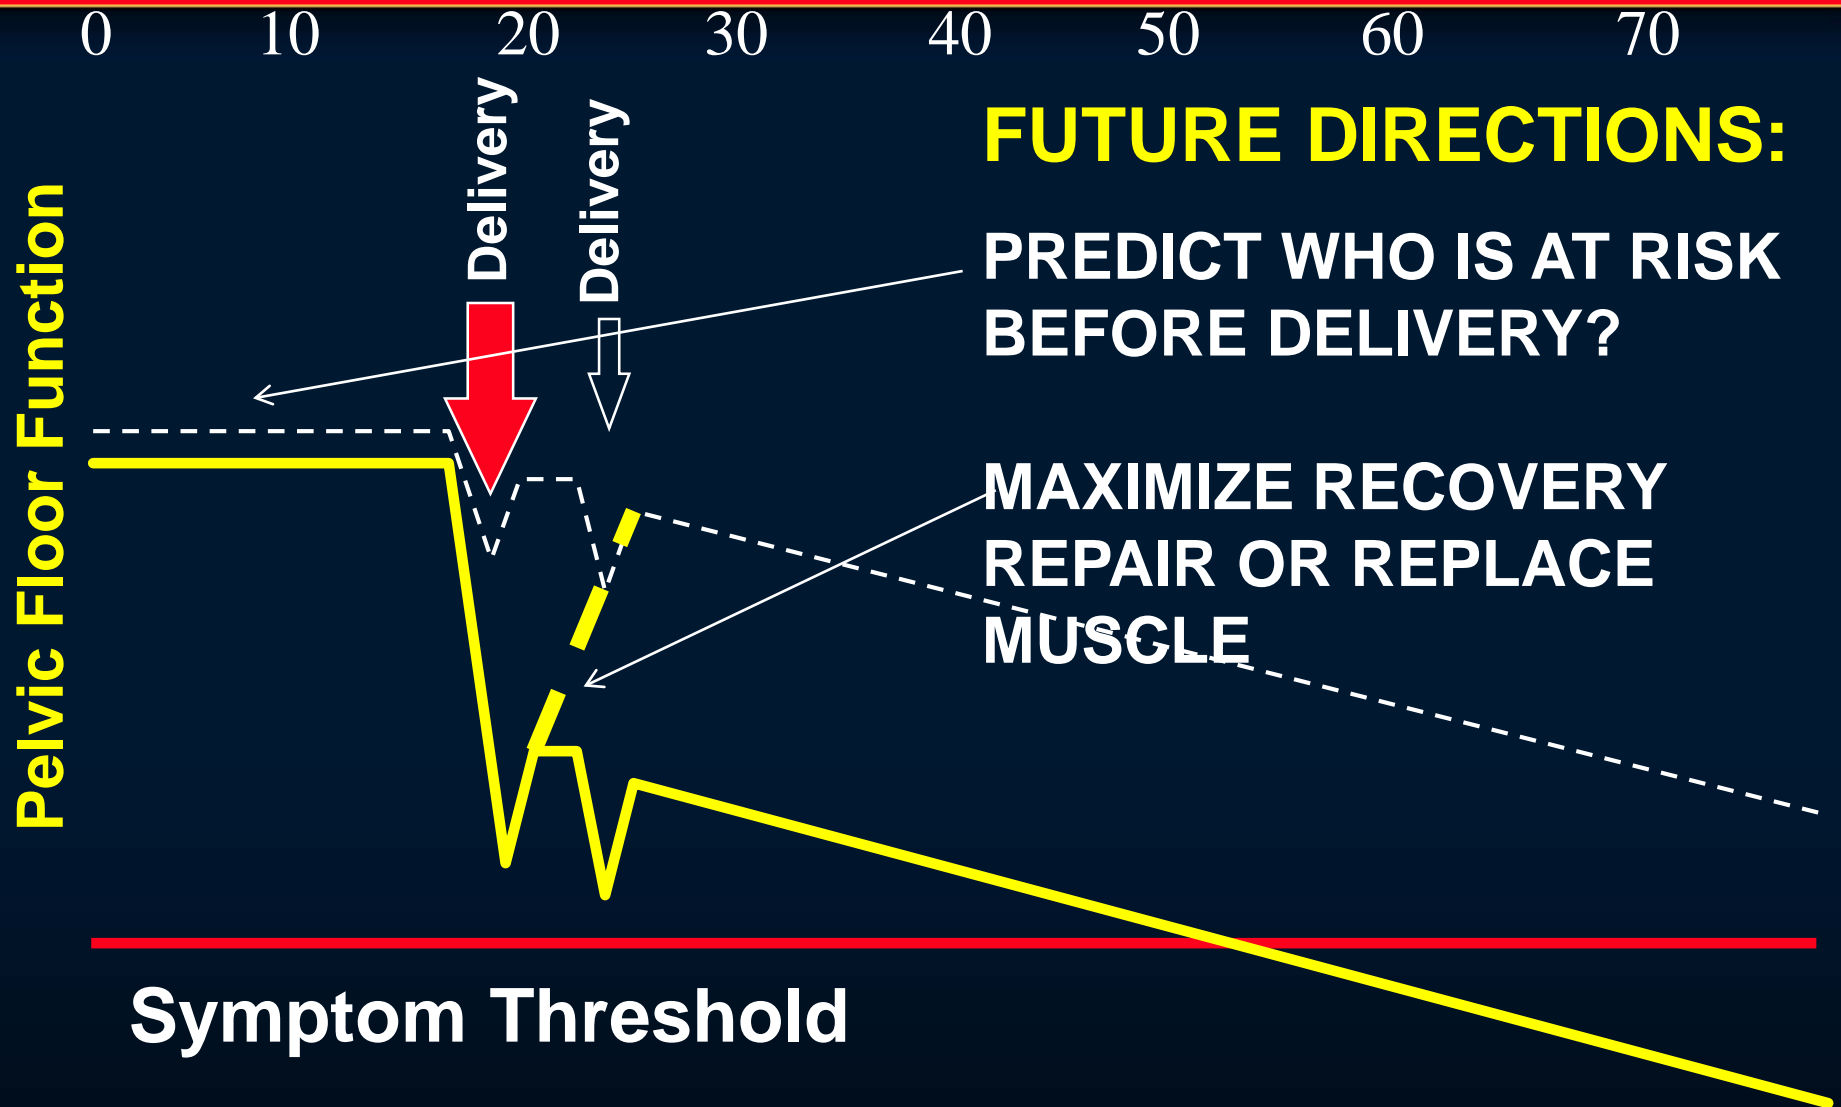 0 10 20 30 40 50 60 70
Pelvic Floor Function
Delivery
Delivery
FUTURE DIRECTIONS:
PREDICT WHO IS AT RISK
BEFORE DELIVERY?
MAXIMIZE RECOVERY
REPAIR OR REPLACE
MUSCLE
Symptom Threshold